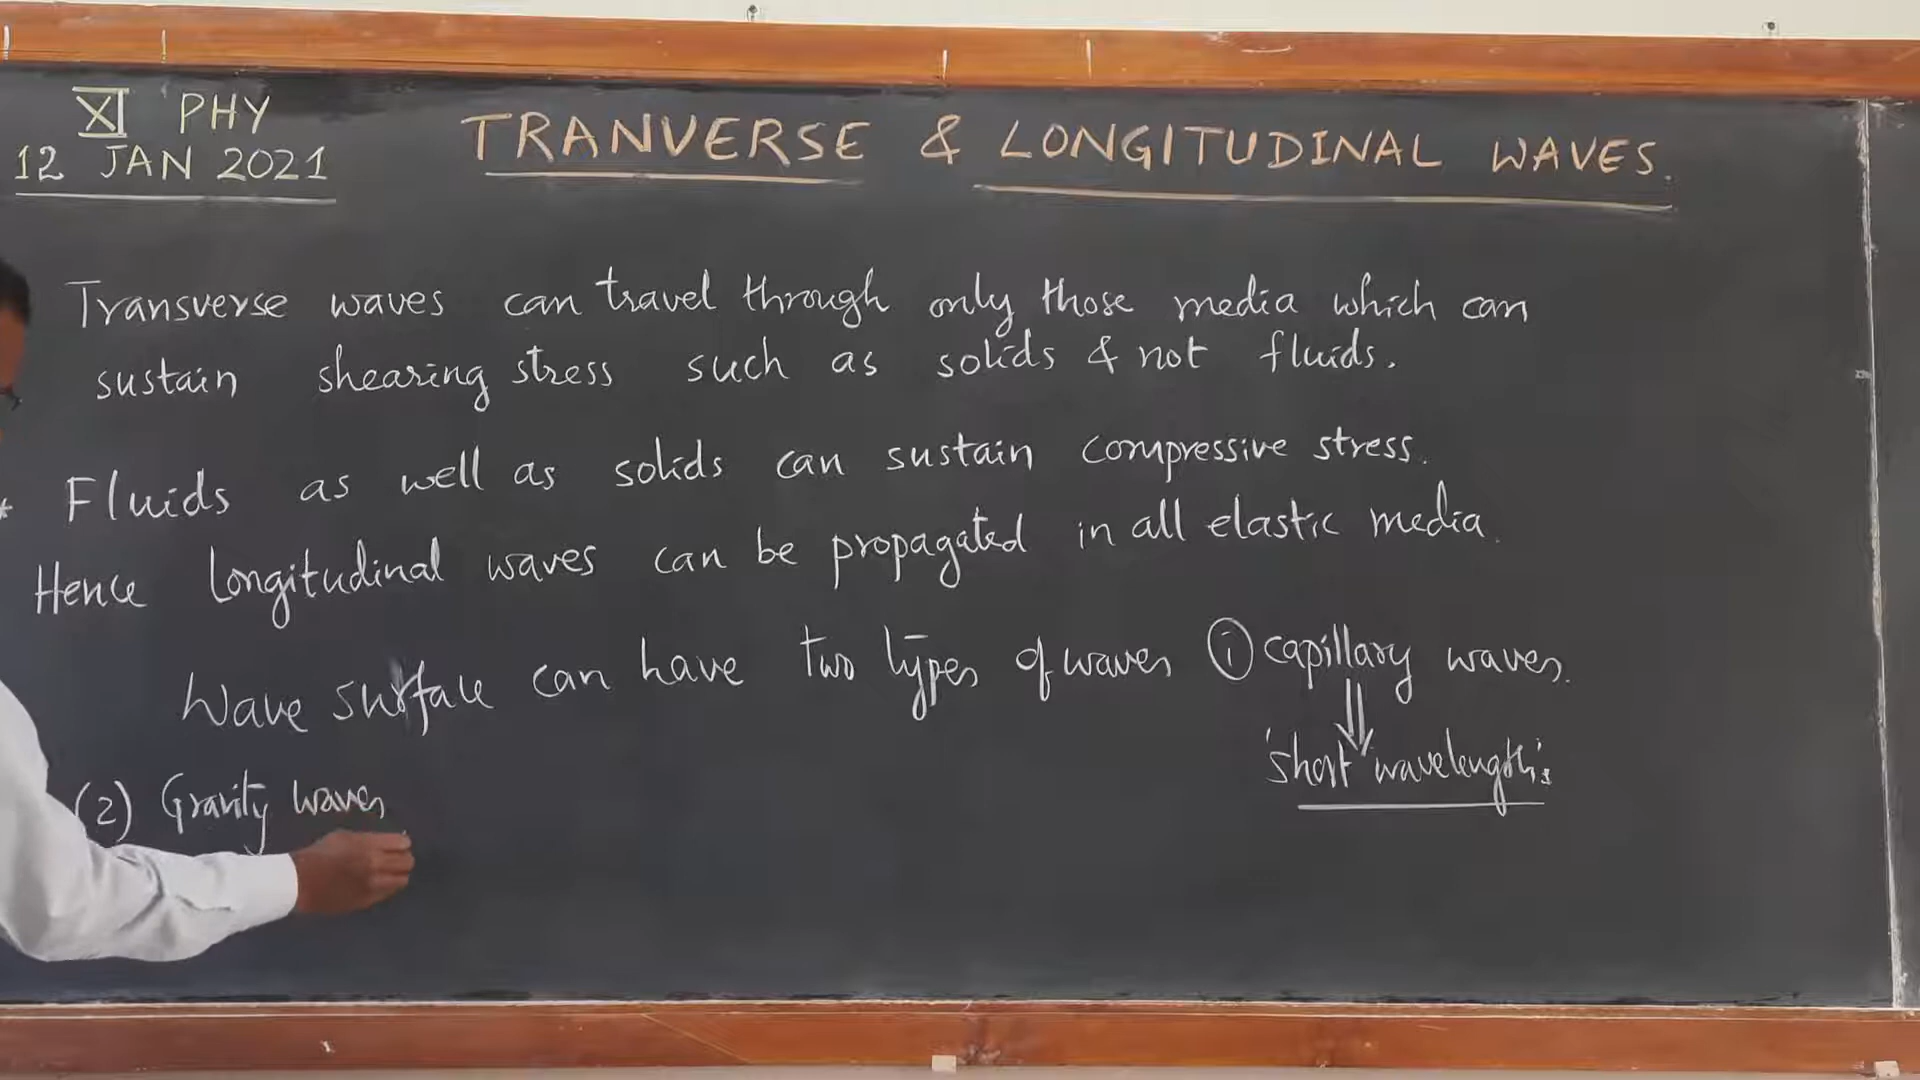 XI PHY
12 JAN 2021
TRANVERSE & LONGITUDINAL WAVES.
Transverse waves can travel through only those media which can
sustain shearing stress such as solids & not fluids.
* Fluids as well as solids can sustain compressive stress.
Hence longitudinal waves can be propagated in all elastic media.
Wave surface can have two types of waves (i) capillary waves.
'short wavelength':
(2) Gravity waves